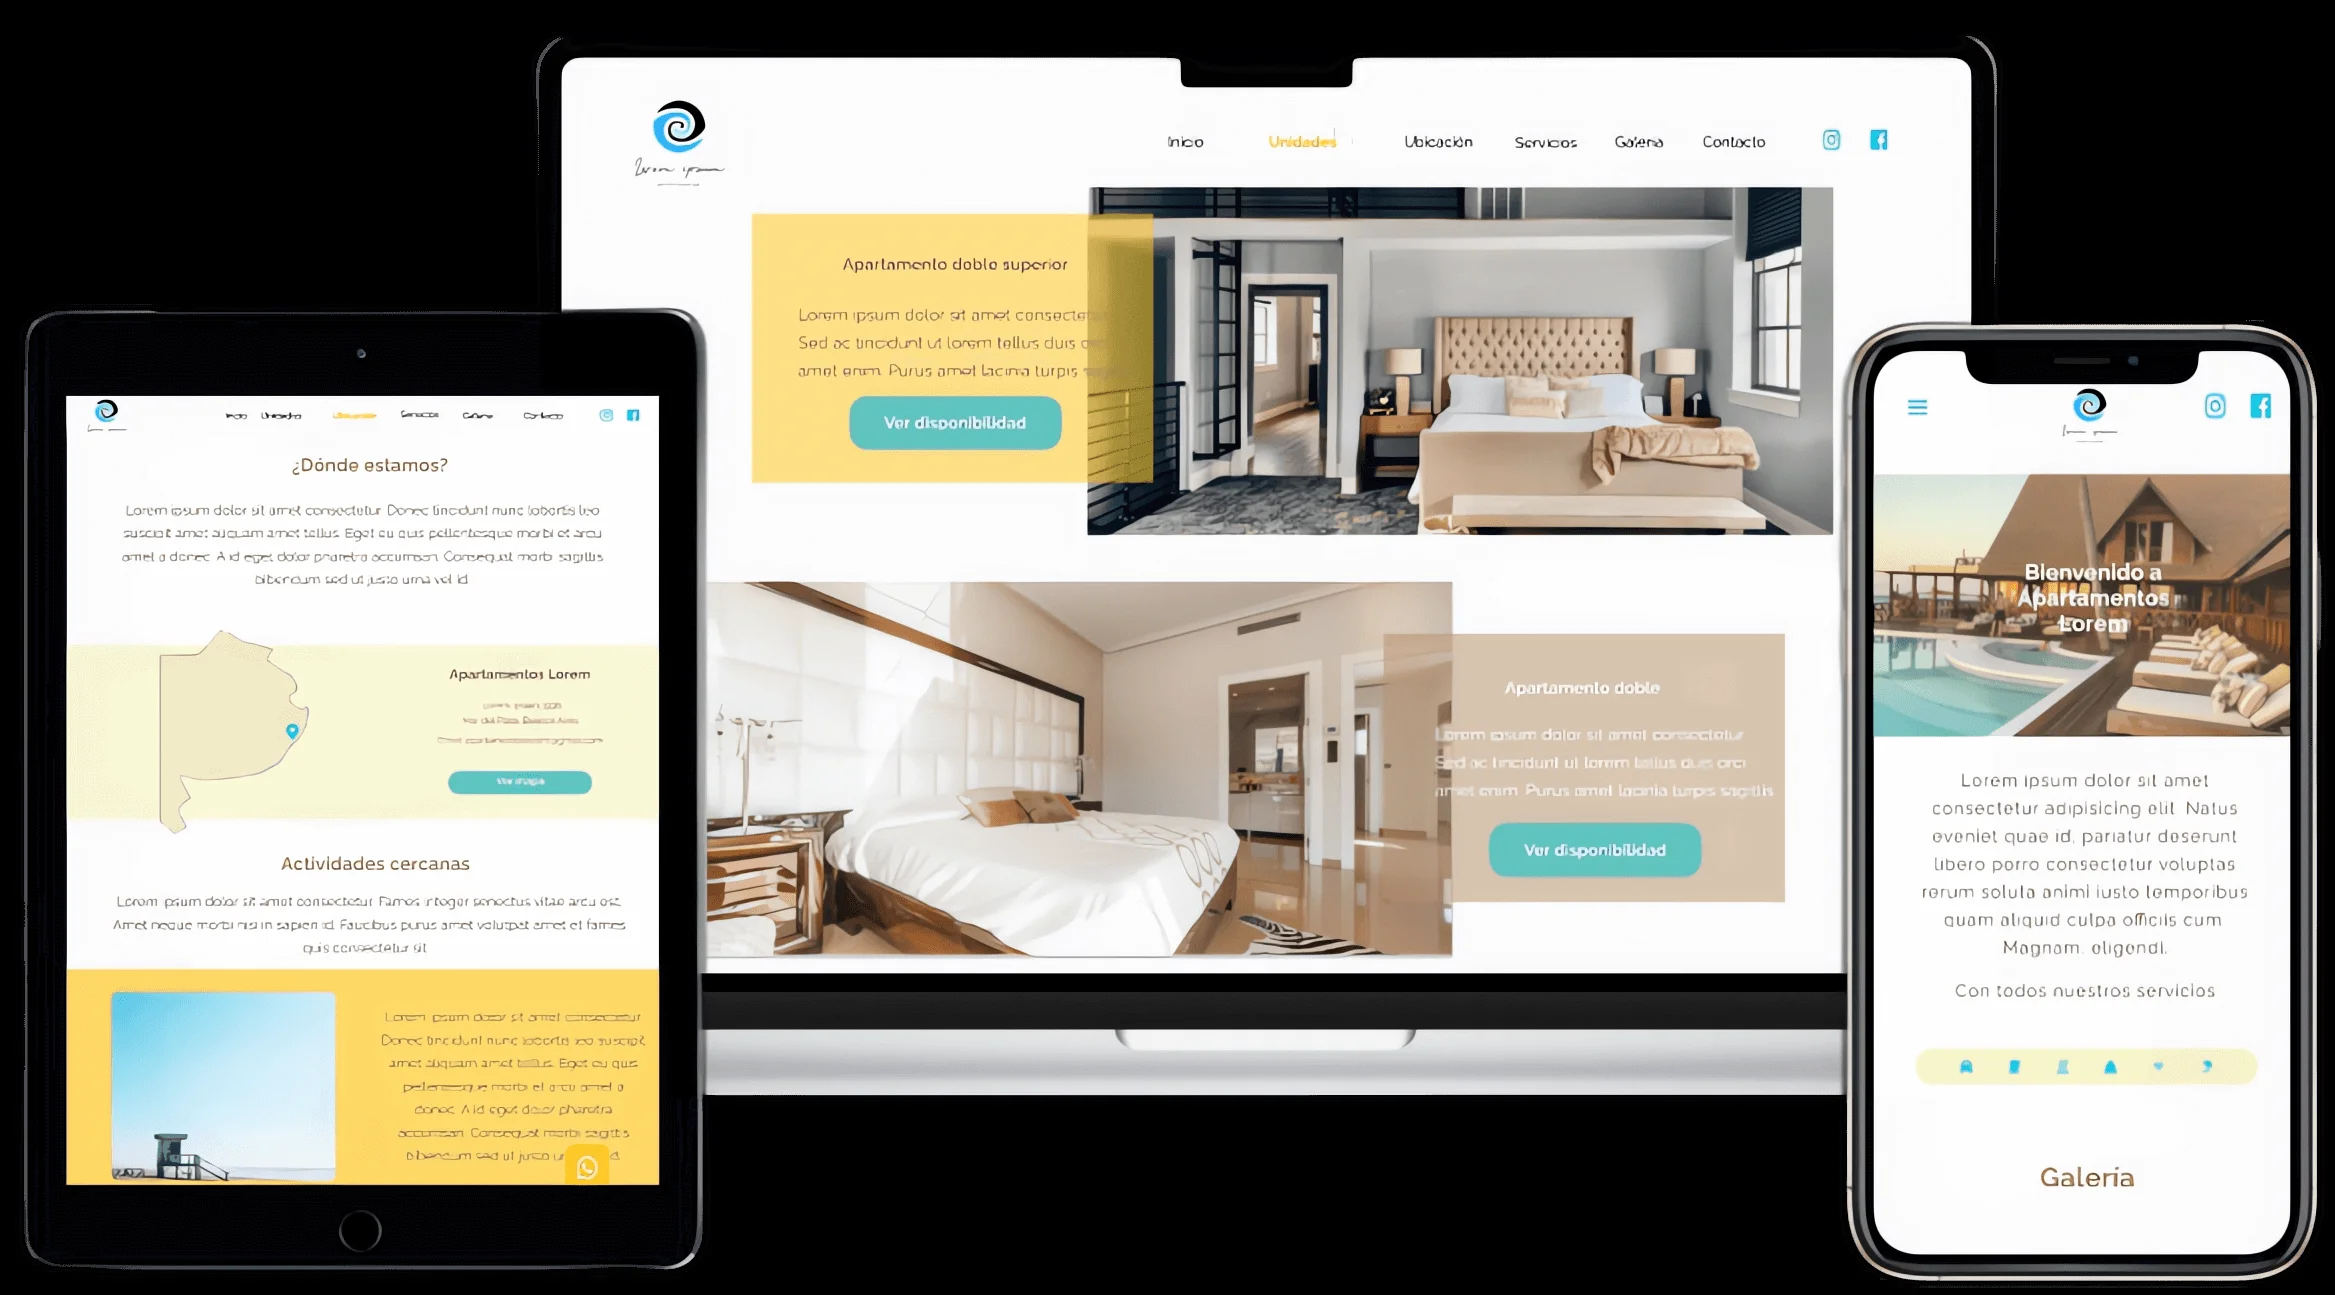 Lorem ipsum
Inicio Unidades Ubicación Servicios Galería Contacto
Apartamento doble superior
Lorem ipsum dolor sit amet consectetur
Sed ac tincidunt ut lorem tellus duis orci
amet enim. Purus amet lacinia turpis sagittis
Ver disponibilidad
Apartamento doble
Lorem ipsum dolor sit amet consectetur
Sed ac tincidunt ut lorem tellus duis orci
amet enim. Purus amet lacinia turpis sagittis
Ver disponibilidad
Servicios Contacto
¿Dónde estamos?
Lorem ipsum dolor sit amet consectetur. Donec tincidunt nunc lobortis leo
suscipit amet aliquam amet tellus. Eget eu quis pellentesque morbi et arcu
amet a donec. A id eget dolor pharetra accumsan. Consequat morbi sagittis
bibendum sed ut justo urna vel id
Apartamentos Lorem
Ver mapa
Actividades cercanas
Lorem ipsum dolor sit amet consectetur. Fames integer senectus vitae arcu est.
Amet neque morbi nisi in sapien id. Faucibus purus amet volutpat amet et fames
quis consectetur sit
Lorem ipsum dolor sit amet consectetur
Donec tincidunt nunc lobortis leo suscipit
amet aliquam amet tellus. Eget eu quis
pellentesque morbi et arcu amet a
donec. A id eget dolor pharetra
accumsan. Consequat morbi sagittis
bibendum sed ut justo
Bienvenido a
Apartamentos
Lorem
Lorem ipsum dolor sit amet
consectetur adipisicing elit. Natus
eveniet quae id, pariatur deserunt
libero porro consectetur voluptas
rerum soluta animi iusto temporibus
quam aliquid culpa officiis cum
Magnam, eligendi.
Con todos nuestros servicios
Galería